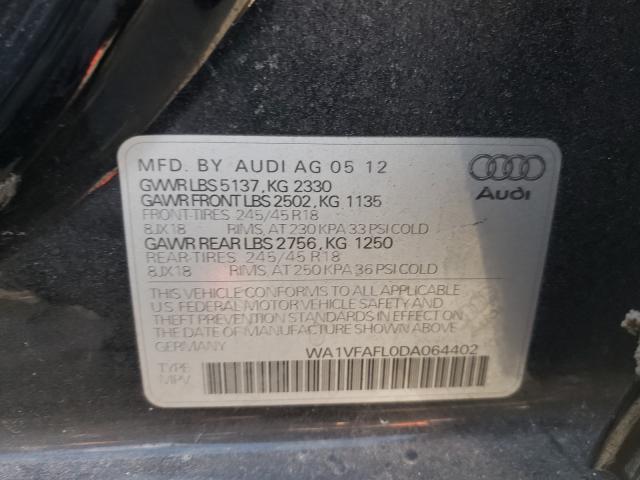 MFD. BY AUDI AG 05 12
GVWR LBS 5137, KG 2330
GAWR FRONT LBS 2502, KG 1135
FRONT-TIRES 245/45 R18
8JX18 RIMS, AT 230 KPA 33 PSI COLD
GAWR REAR LBS 2756, KG 1250
REAR-TIRES 245/45 R18
8JX18 RIMS, AT 250 KPA 36 PSI COLD
THIS VEHICLE CONFORMS TO ALL APPLICABLE
U.S. FEDERAL MOTOR VEHICLE SAFETY AND
THEFT PREVENTION STANDARDS IN EFFECT ON
THE DATE OF MANUFACTURE SHOWN ABOVE.
GERMANY WA1VFAFL0DA064402
TYPE
MPV
Audi